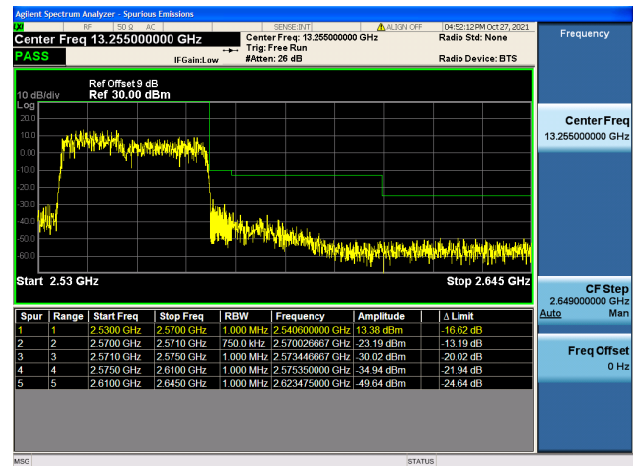 Agilent Spectrum Analyzer - Spurious Emissions
LXI RF 50 Ω AC SENSE:INT ALIGN OFF 04:52:12 PM Oct 27, 2021
Center Freq 13.255000000 GHz
Center Freq: 13.255000000 GHz
Radio Std: None
Trig: Free Run
PASS
IFGain:Low
#Atten: 26 dB
Radio Device: BTS
Frequency
Ref Offset 9 dB
10 dB/div Ref 30.00 dBm
Log
20.0
10.0
0.00
-10.0
-20.0
-30.0
-40.0
-50.0
-60.0
Start 2.53 GHz
Stop 2.645 GHz
Center Freq
13.255000000 GHz
CF Step
2.649000000 GHz
Auto Man
Freq Offset
0 Hz
Spur Range Start Freq Stop Freq RBW Frequency Amplitude Δ Limit
1 1 2.5300 GHz 2.5700 GHz 1.000 MHz 2.540600000 GHz 13.38 dBm -16.62 dB
2 2 2.5700 GHz 2.5710 GHz 750.0 kHz 2.570026667 GHz -23.19 dBm -13.19 dB
3 3 2.5710 GHz 2.5750 GHz 1.000 MHz 2.573446667 GHz -30.02 dBm -20.02 dB
4 4 2.5750 GHz 2.6100 GHz 1.000 MHz 2.575350000 GHz -34.94 dBm -21.94 dB
5 5 2.6100 GHz 2.6450 GHz 1.000 MHz 2.623475000 GHz -49.64 dBm -24.64 dB
MSG
STATUS